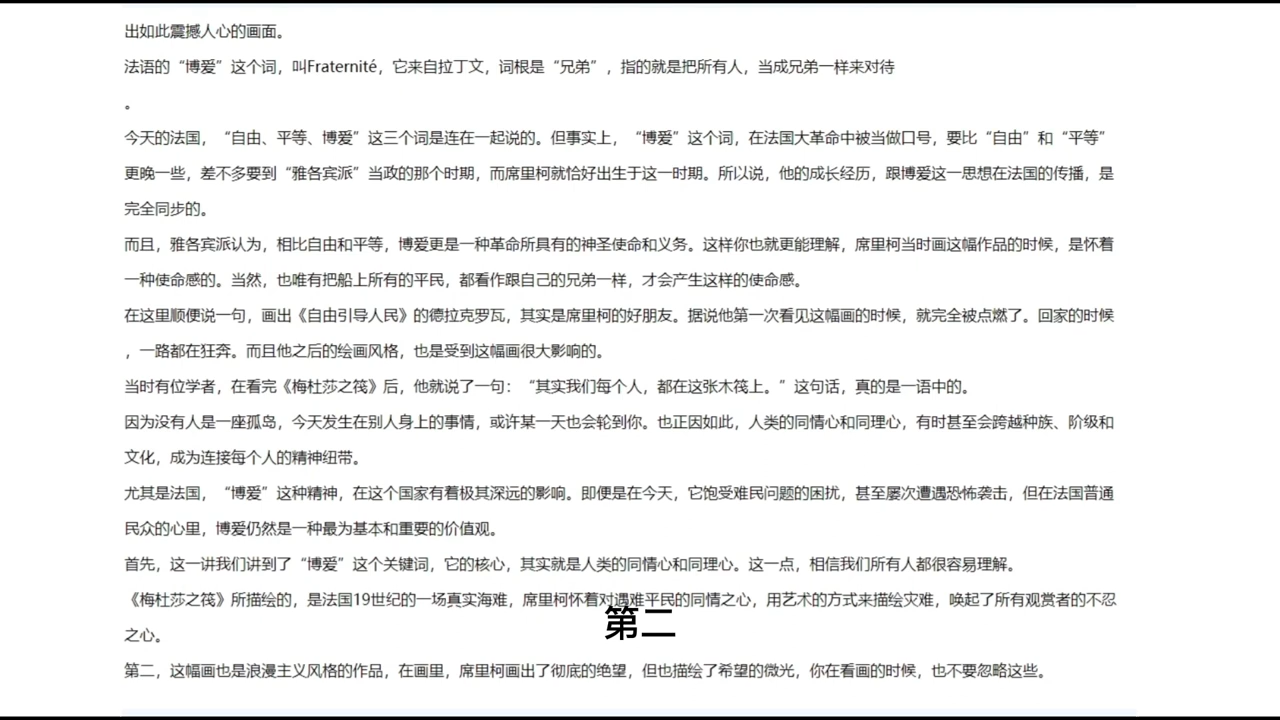 出如此震撼人心的画面。
法语的“博爱”这个词，叫Fraternité，它来自拉丁文，词根是“兄弟”，指的就是把所有人，当成兄弟一样来对待
。
今天的法国，“自由、平等、博爱”这三个词是连在一起说的。但事实上，“博爱”这个词，在法国大革命中被当做口号，要比“自由”和“平等”
更晚一些，差不多要到“雅各宾派”当政的那个时期，而席里柯就恰好出生于这一时期。所以说，他的成长经历，跟博爱这一思想在法国的传播，是
完全同步的。
而且，雅各宾派认为，相比自由和平等，博爱更是一种革命所具有的神圣使命和义务。这样你也就更能理解，席里柯当时画这幅作品的时候，是怀着
一种使命感的。当然，也唯有把船上所有的平民，都看作跟自己的兄弟一样，才会产生这样的使命感。
在这里顺便说一句，画出《自由引导人民》的德拉克罗瓦，其实是席里柯的好朋友。据说他第一次看见这幅画的时候，就完全被点燃了。回家的时候
，一路都在狂奔。而且他之后的绘画风格，也是受到这幅画很大影响的。
当时有位学者，在看完《梅杜莎之筏》后，他就说了一句：“其实我们每个人，都在这张木筏上。”这句话，真的是一语中的。
因为没有人是一座孤岛，今天发生在别人身上的事情，或许某一天也会轮到你。也正因如此，人类的同情心和同理心，有时甚至会跨越种族、阶级和
文化，成为连接每个人的精神纽带。
尤其是法国，“博爱”这种精神，在这个国家有着极其深远的影响。即便是在今天，它饱受难民问题的困扰，甚至屡次遭遇恐怖袭击，但在法国普通
民众的心里，博爱仍然是一种最为基本和重要的价值观。
首先，这一讲我们讲到了“博爱”这个关键词，它的核心，其实就是人类的同情心和同理心。这一点，相信我们所有人都很容易理解。
《梅杜莎之筏》所描绘的，是法国19世纪的一场真实海难，席里柯怀着对遇难平民的同情之心，用艺术的方式来描绘灾难，唤起了所有观赏者的不忍
之心。
第二
第二，这幅画也是浪漫主义风格的作品，在画里，席里柯画出了彻底的绝望，但也描绘了希望的微光，你在看画的时候，也不要忽略这些。